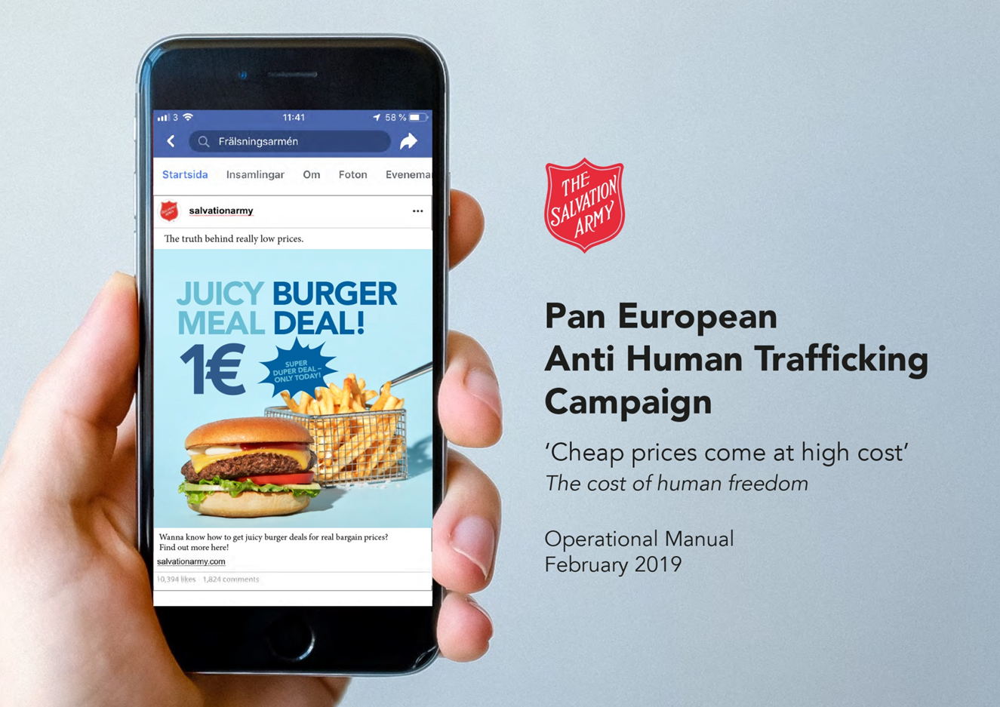 3
11:41
58 %
Frälsningsarmén
Startsida Insamlingar Om Foton Evenema
salvationarmy
The truth behind really low prices.
JUICY BURGER
MEAL DEAL!
1€
SUPER
DUPER DEAL –
ONLY TODAY!
Wanna know how to get juicy burger deals for real bargain prices?
Find out more here!
salvationarmy.com
10,394 likes 1,824 comments
THE
SALVATION
ARMY
Pan European
Anti Human Trafficking
Campaign
‘Cheap prices come at high cost’
The cost of human freedom
Operational Manual
February 2019